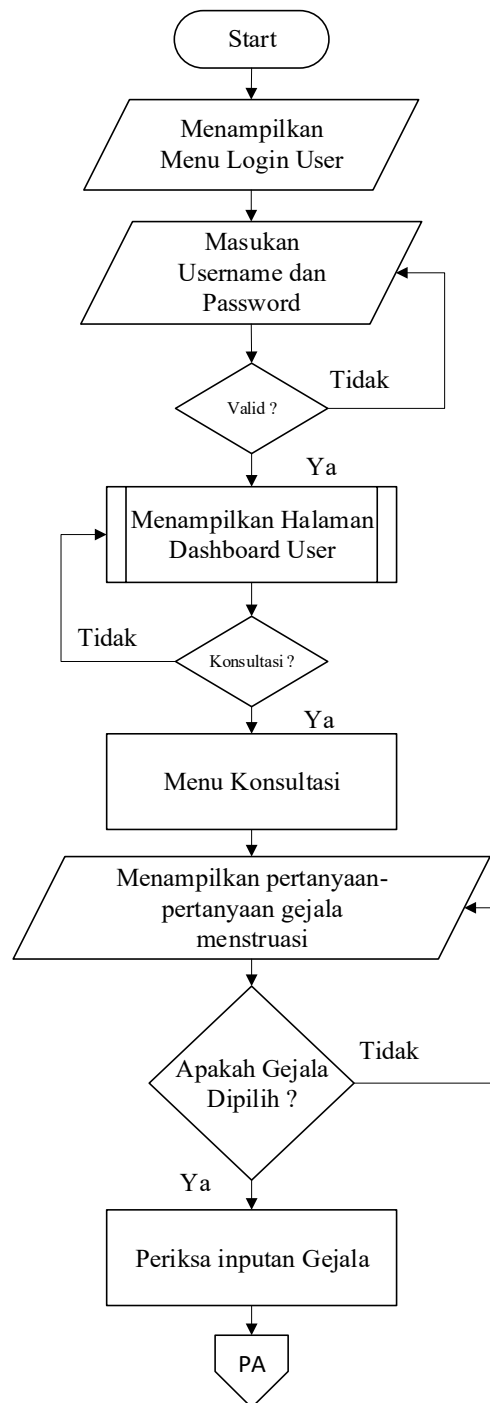 Start
Menampilkan
Menu Login User
Masukan
Username dan
Password
Tidak
Valid ?
Ya
Menampilkan Halaman
Dashboard User
Tidak
Konsultasi ?
Ya
Menu Konsultasi
Menampilkan pertanyaan-
pertanyaan gejala
menstruasi
Apakah Gejala
Dipilih ?
Tidak
Ya
Periksa inputan Gejala
PA